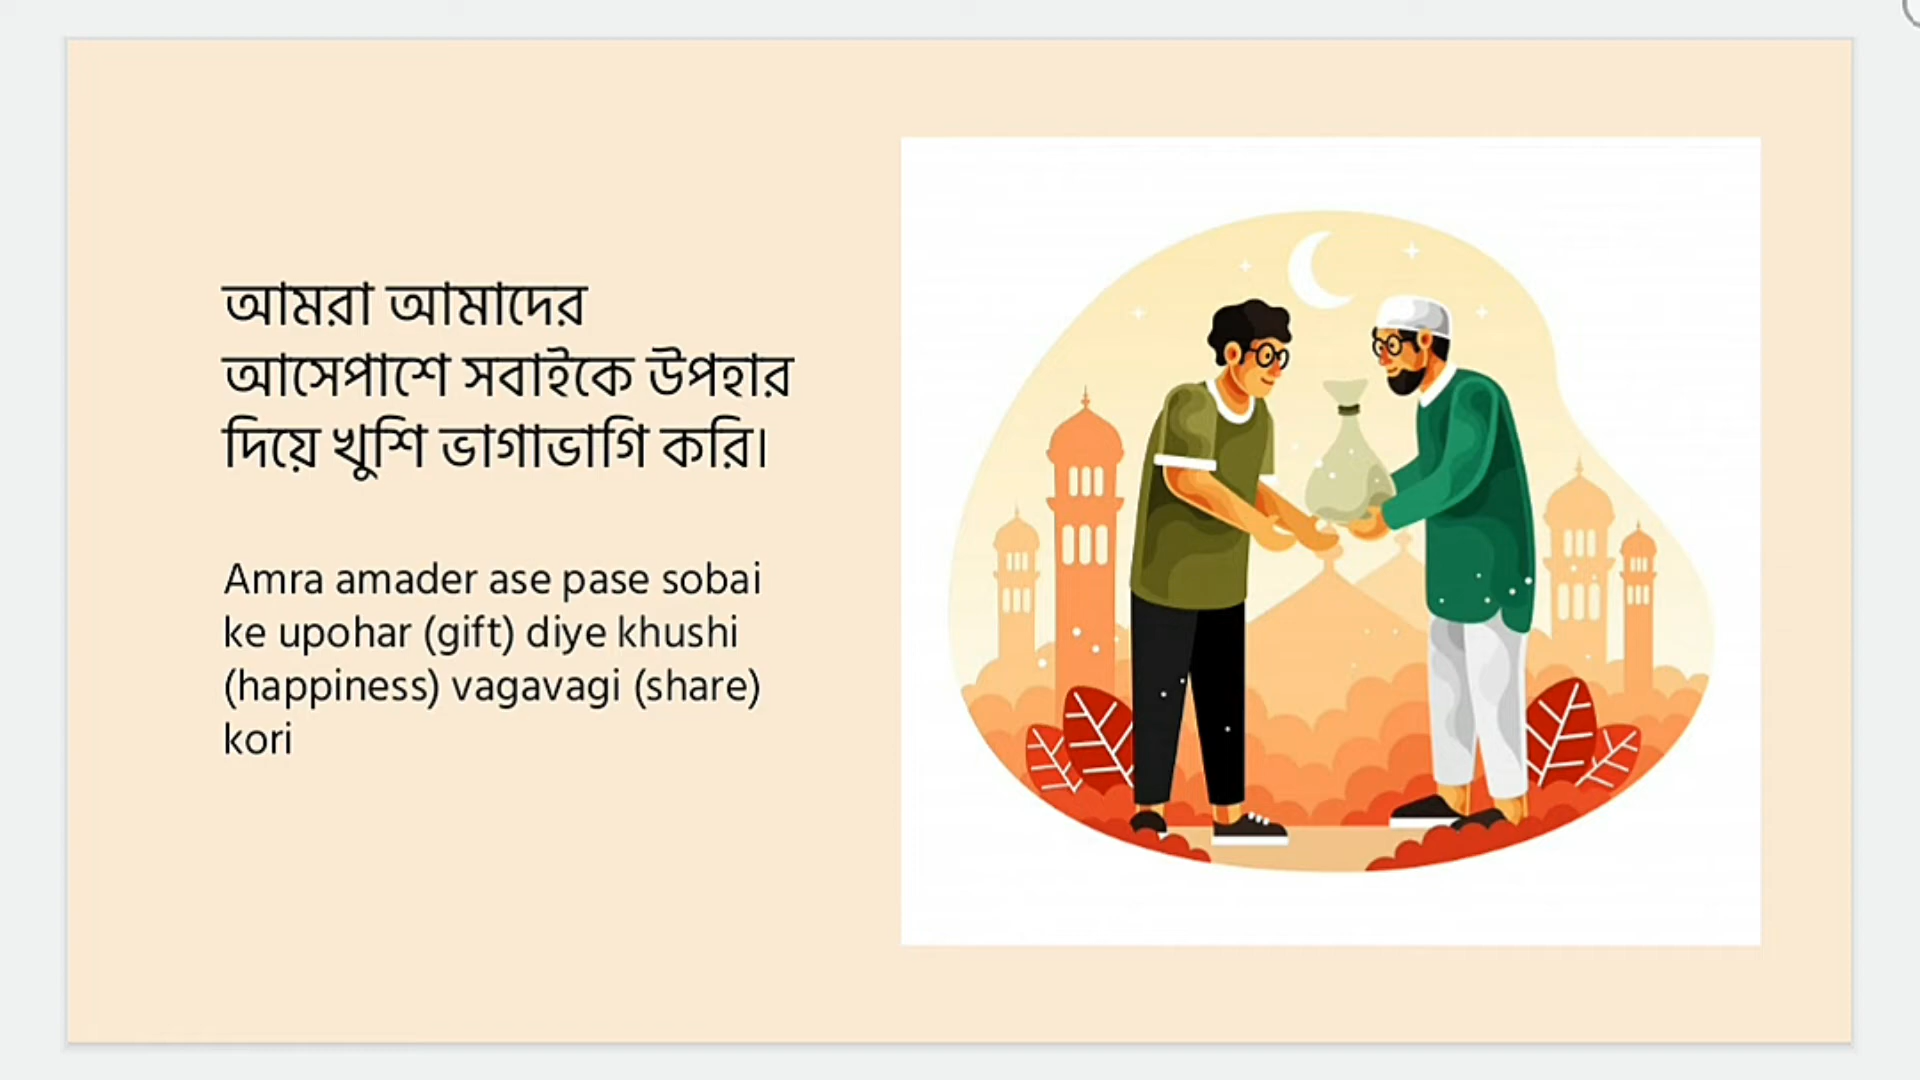 আমরা আমাদের
আসেপাশে সবাইকে উপহার
দিয়ে খুশি ভাগাভাগি করি।
Amra amader ase pase sobai
ke upohar (gift) diye khushi
(happiness) vagavagi (share)
kori